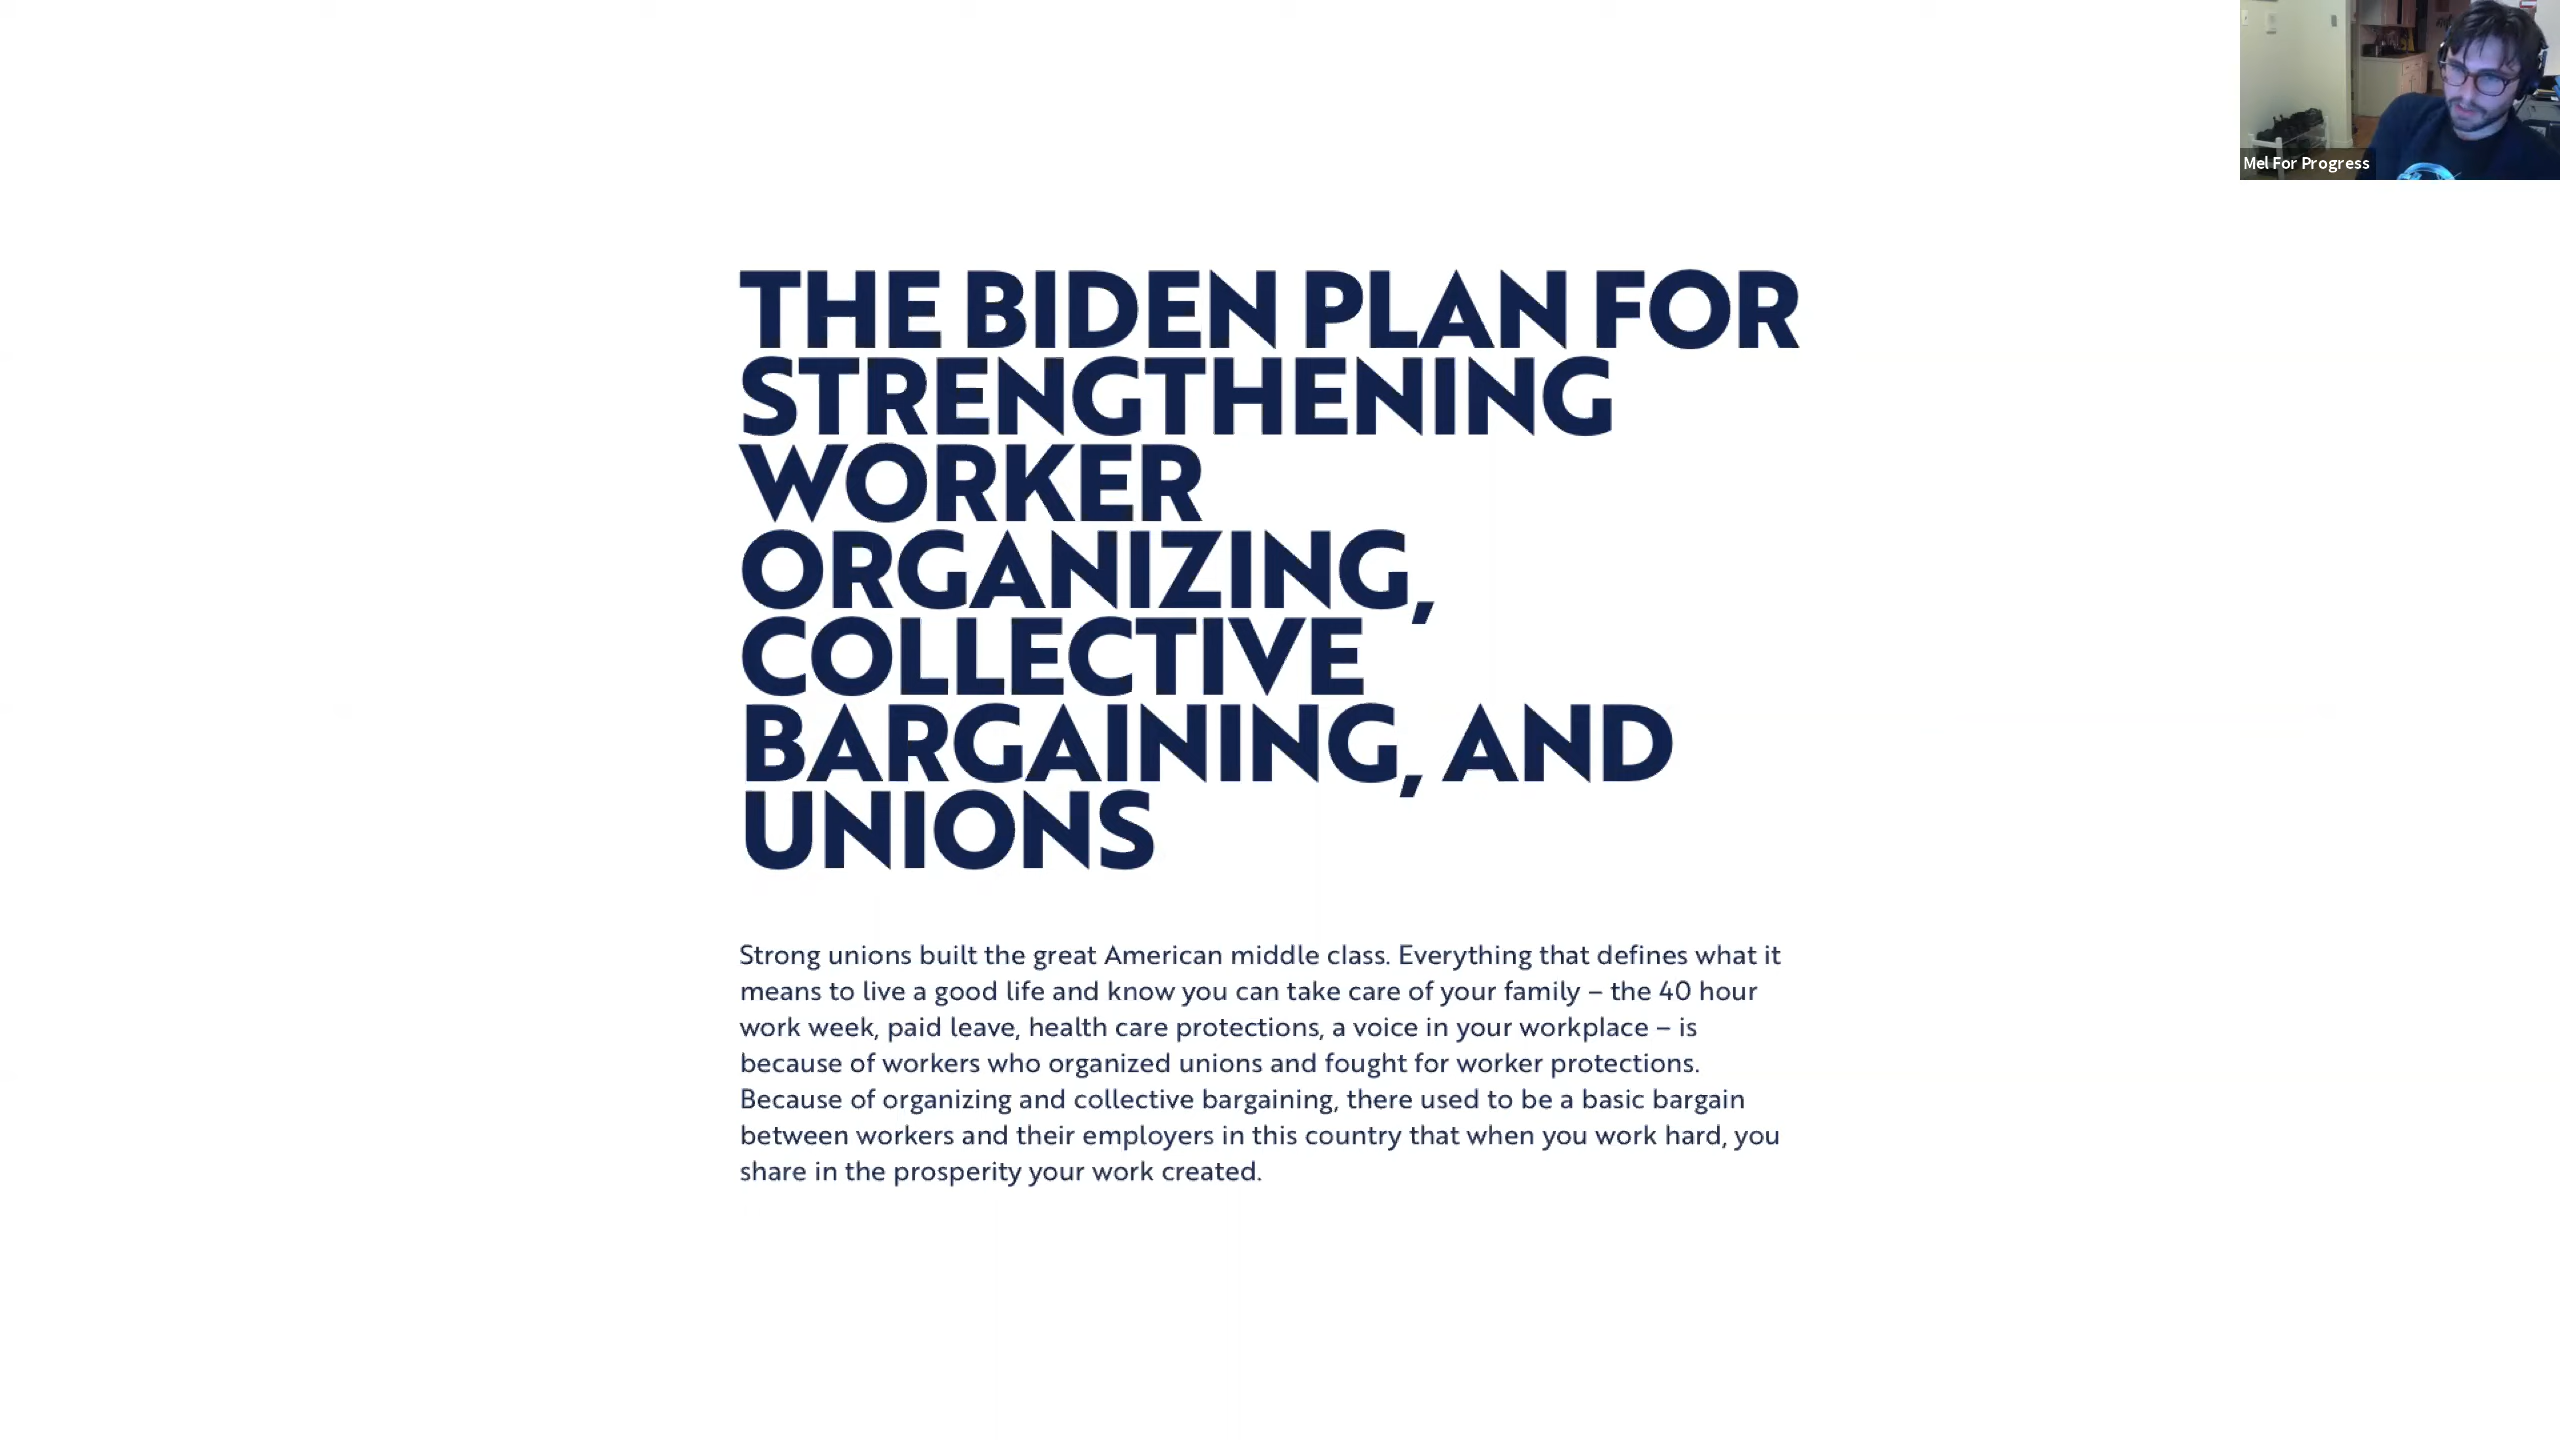 Mel For Progress
THE BIDEN PLAN FOR
STRENGTHENING
WORKER
ORGANIZING,
COLLECTIVE
BARGAINING, AND
UNIONS
Strong unions built the great American middle class. Everything that defines what it
means to live a good life and know you can take care of your family – the 40 hour
work week, paid leave, health care protections, a voice in your workplace – is
because of workers who organized unions and fought for worker protections.
Because of organizing and collective bargaining, there used to be a basic bargain
between workers and their employers in this country that when you work hard, you
share in the prosperity your work created.